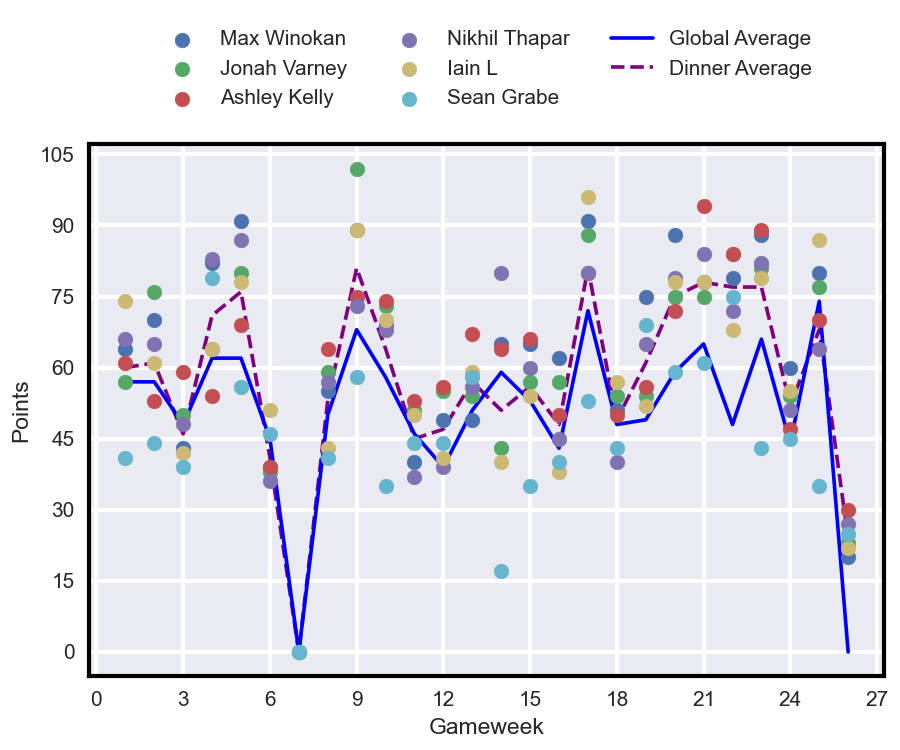 Max Winokan
Jonah Varney
Ashley Kelly
Nikhil Thapar
Iain L
Sean Grabe
Global Average
Dinner Average
105
90
75
60
45
30
15
0
Points
0 3 6 9 12 15 18 21 24 27
Gameweek